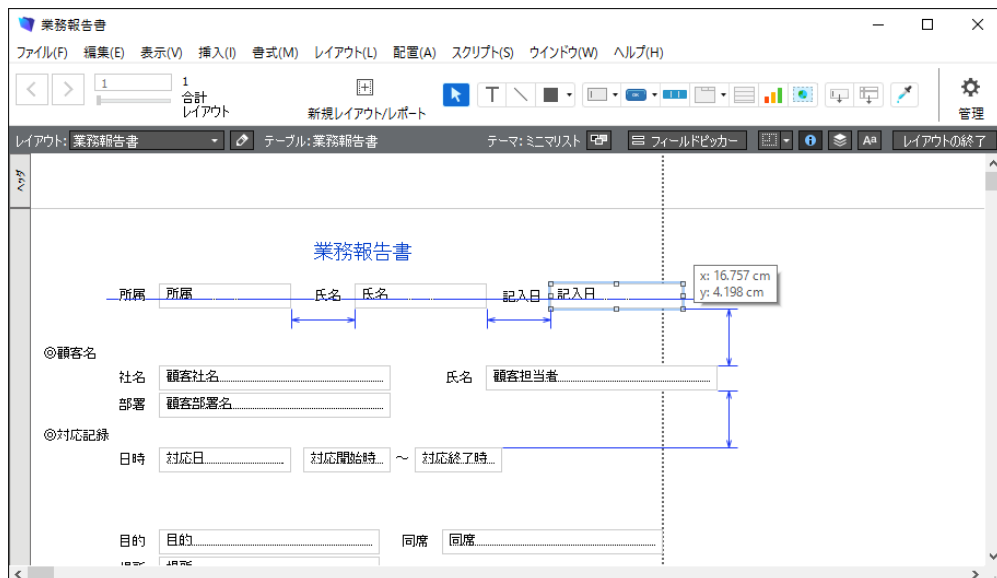 業務報告書
ファイル(F) 編集(E) 表示(V) 挿入(I) 書式(M) レイアウト(L) 配置(A) スクリプト(S) ウインドウ(W) ヘルプ(H)
1
1
合計
レイアウト
新規レイアウト/レポート
T
管理
レイアウト: 業務報告書 テーブル:業務報告書 テーマ:ミニマリスト フィールドピッカー Aa レイアウトの終了
ヘッダ
業務報告書
x: 16.757 cm
y: 4.198 cm
所属 所属 氏名 氏名 記入日 記入日
◎顧客名
社名 顧客社名 氏名 顧客担当者
部署 顧客部署名
◎対応記録
日時 対応日 対応開始時 ～ 対応終了時
目的 目的 同席 同席
場所 場所